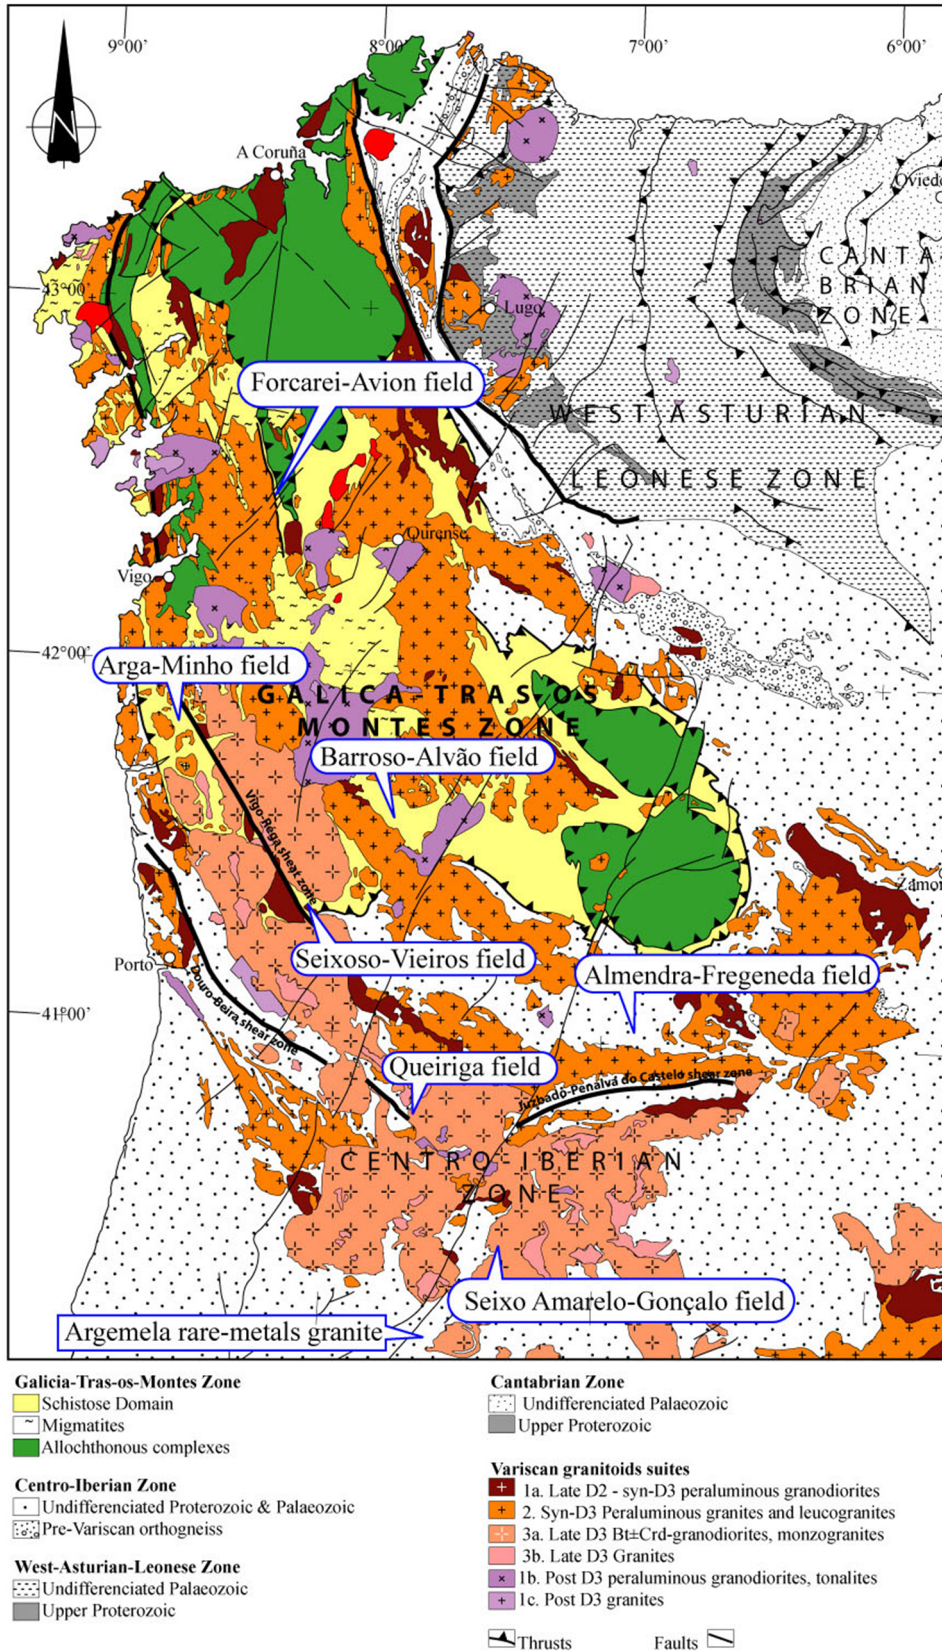 9°00'
8°00'
7°00'
6°00'
N
A Coruña
Oviedo
CANTA-
BRIAN
ZONE
43°00'
Lugo
Forcarei-Avion field
WEST ASTURIAN
LEONESE ZONE
Ourense
Vigo
42°00'
Arga-Minho field
GALICA-TRAS OS
MONTES ZONE
Barroso-Alvão field
Vigo-Régua shear zone
Zamor
Seixoso-Vieiros field
Porto
Almendra-Fregeneda field
Douro-Beira shear zone
41°00'
Queiriga field
Juzbado-Penalva do Castelo shear zone
CENTRO-IBERIAN
ZONE
Seixo Amarelo-Gonçalo field
Argemela rare-metals granite
Galicia-Tras-os-Montes Zone
Schistose Domain
Migmatites
Allochthonous complexes
Centro-Iberian Zone
Undifferenciated Proterozoic & Palaeozoic
Pre-Variscan orthogneiss
West-Asturian-Leonese Zone
Undifferenciated Palaeozoic
Upper Proterozoic
Cantabrian Zone
Undifferenciated Palaeozoic
Upper Proterozoic
Variscan granitoids suites
1a. Late D2 - syn-D3 peraluminous granodiorites
2. Syn-D3 Peraluminous granites and leucogranites
3a. Late D3 Bt±Crd-granodiorites, monzogranites
3b. Late D3 Granites
1b. Post D3 peraluminous granodiorites, tonalites
1c. Post D3 granites
Thrusts
Faults